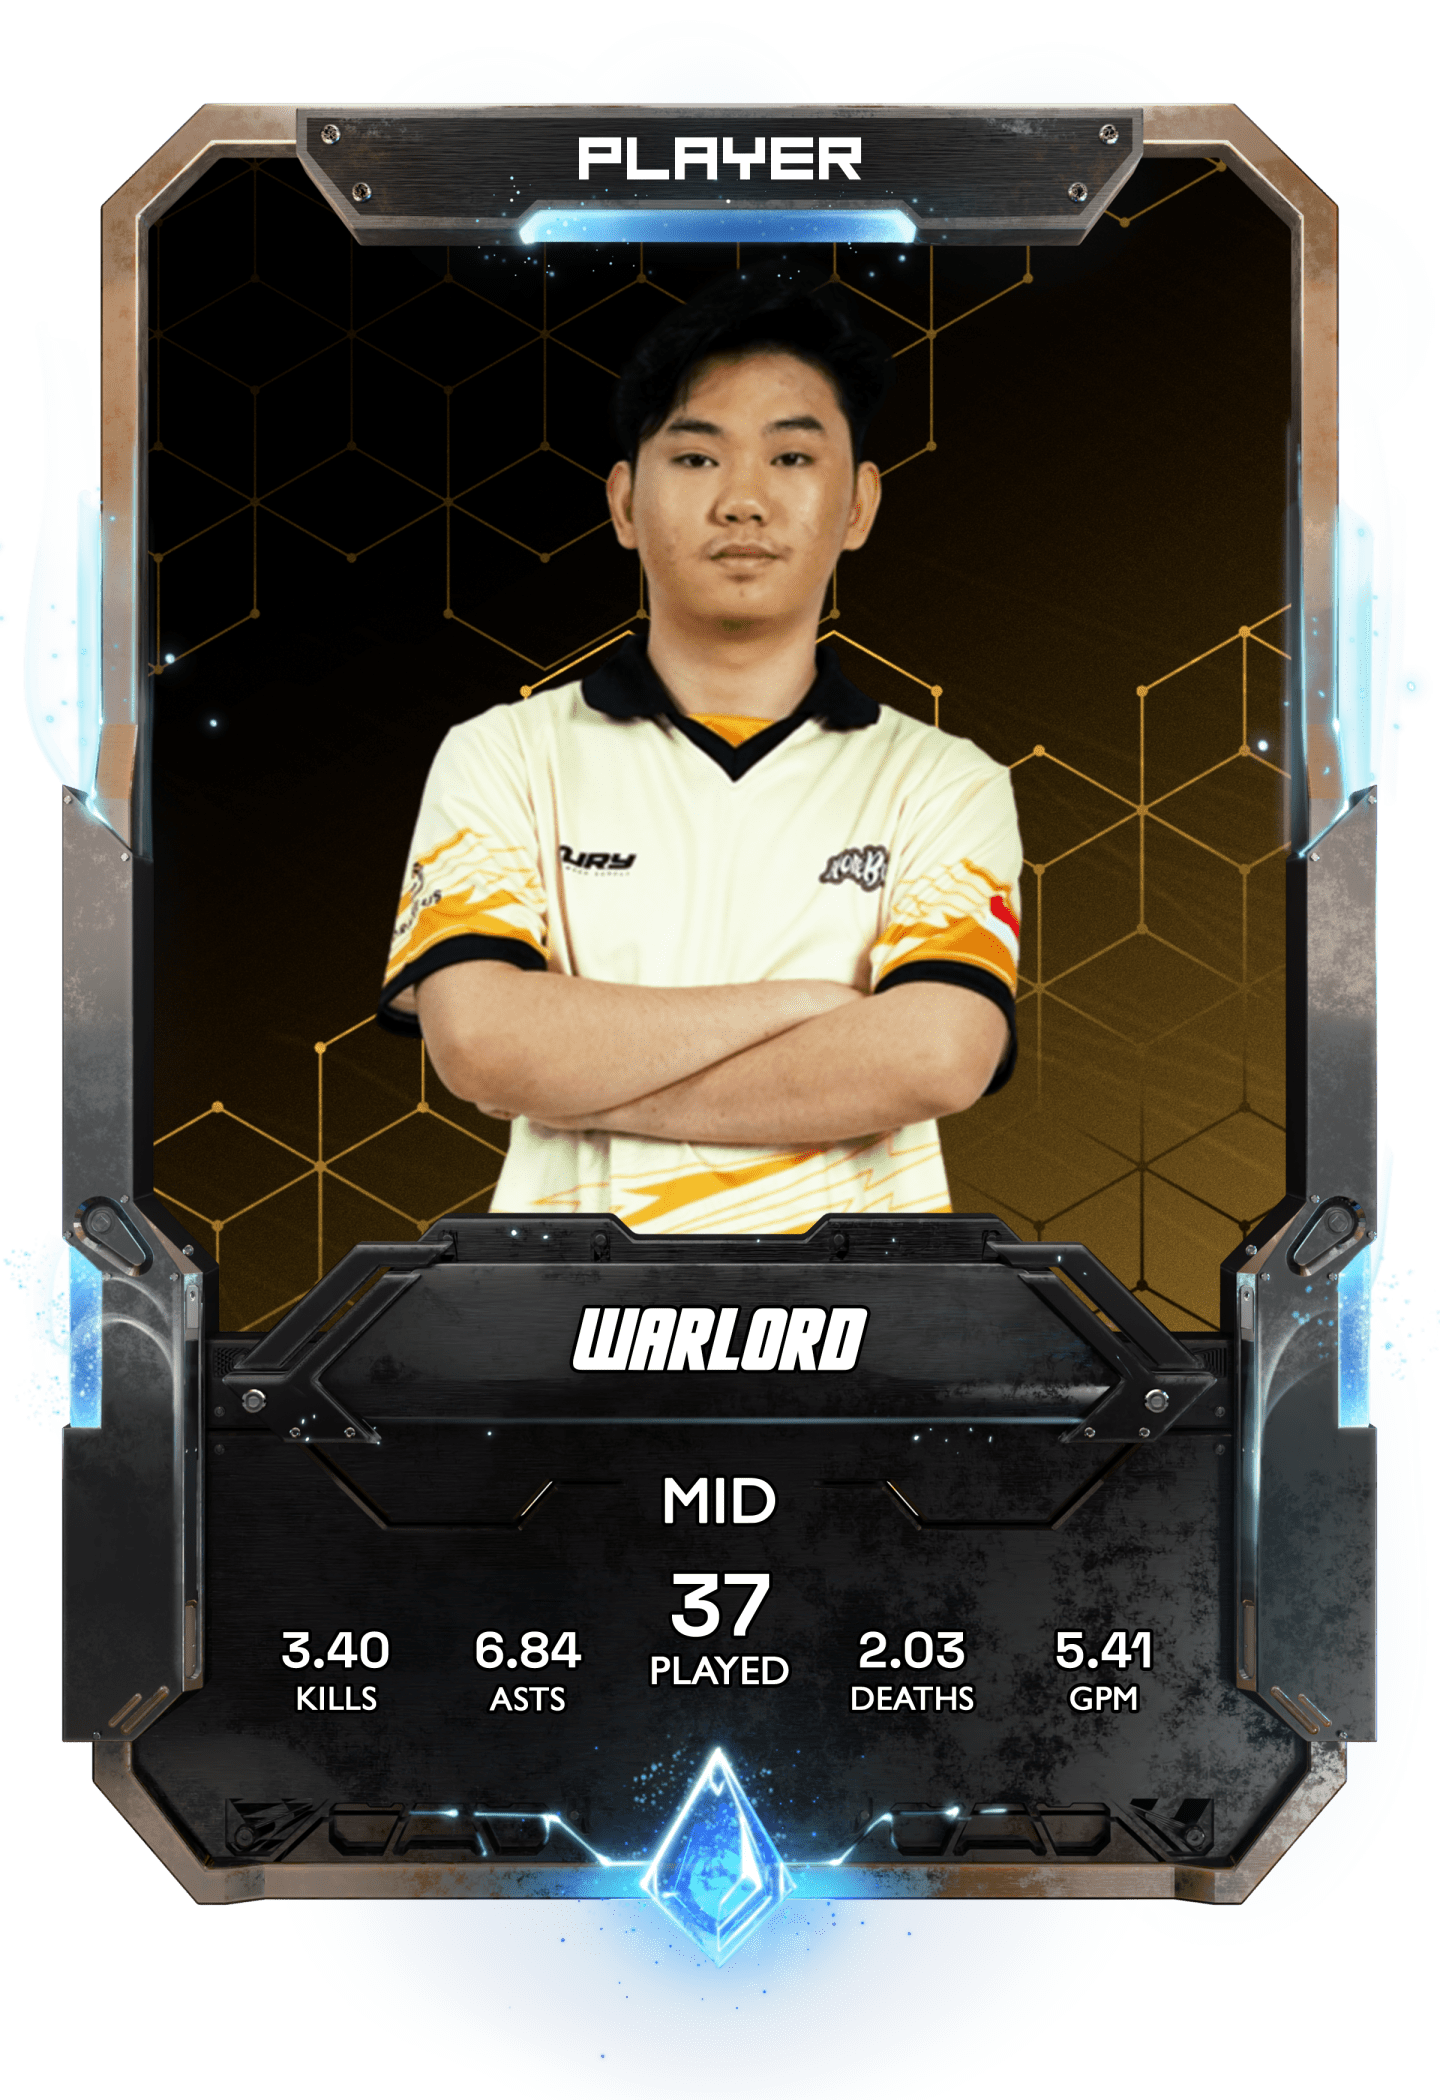 PLAYER
WARLORD
MID
37
PLAYED
3.40
KILLS
6.84
ASTS
2.03
DEATHS
5.41
GPM